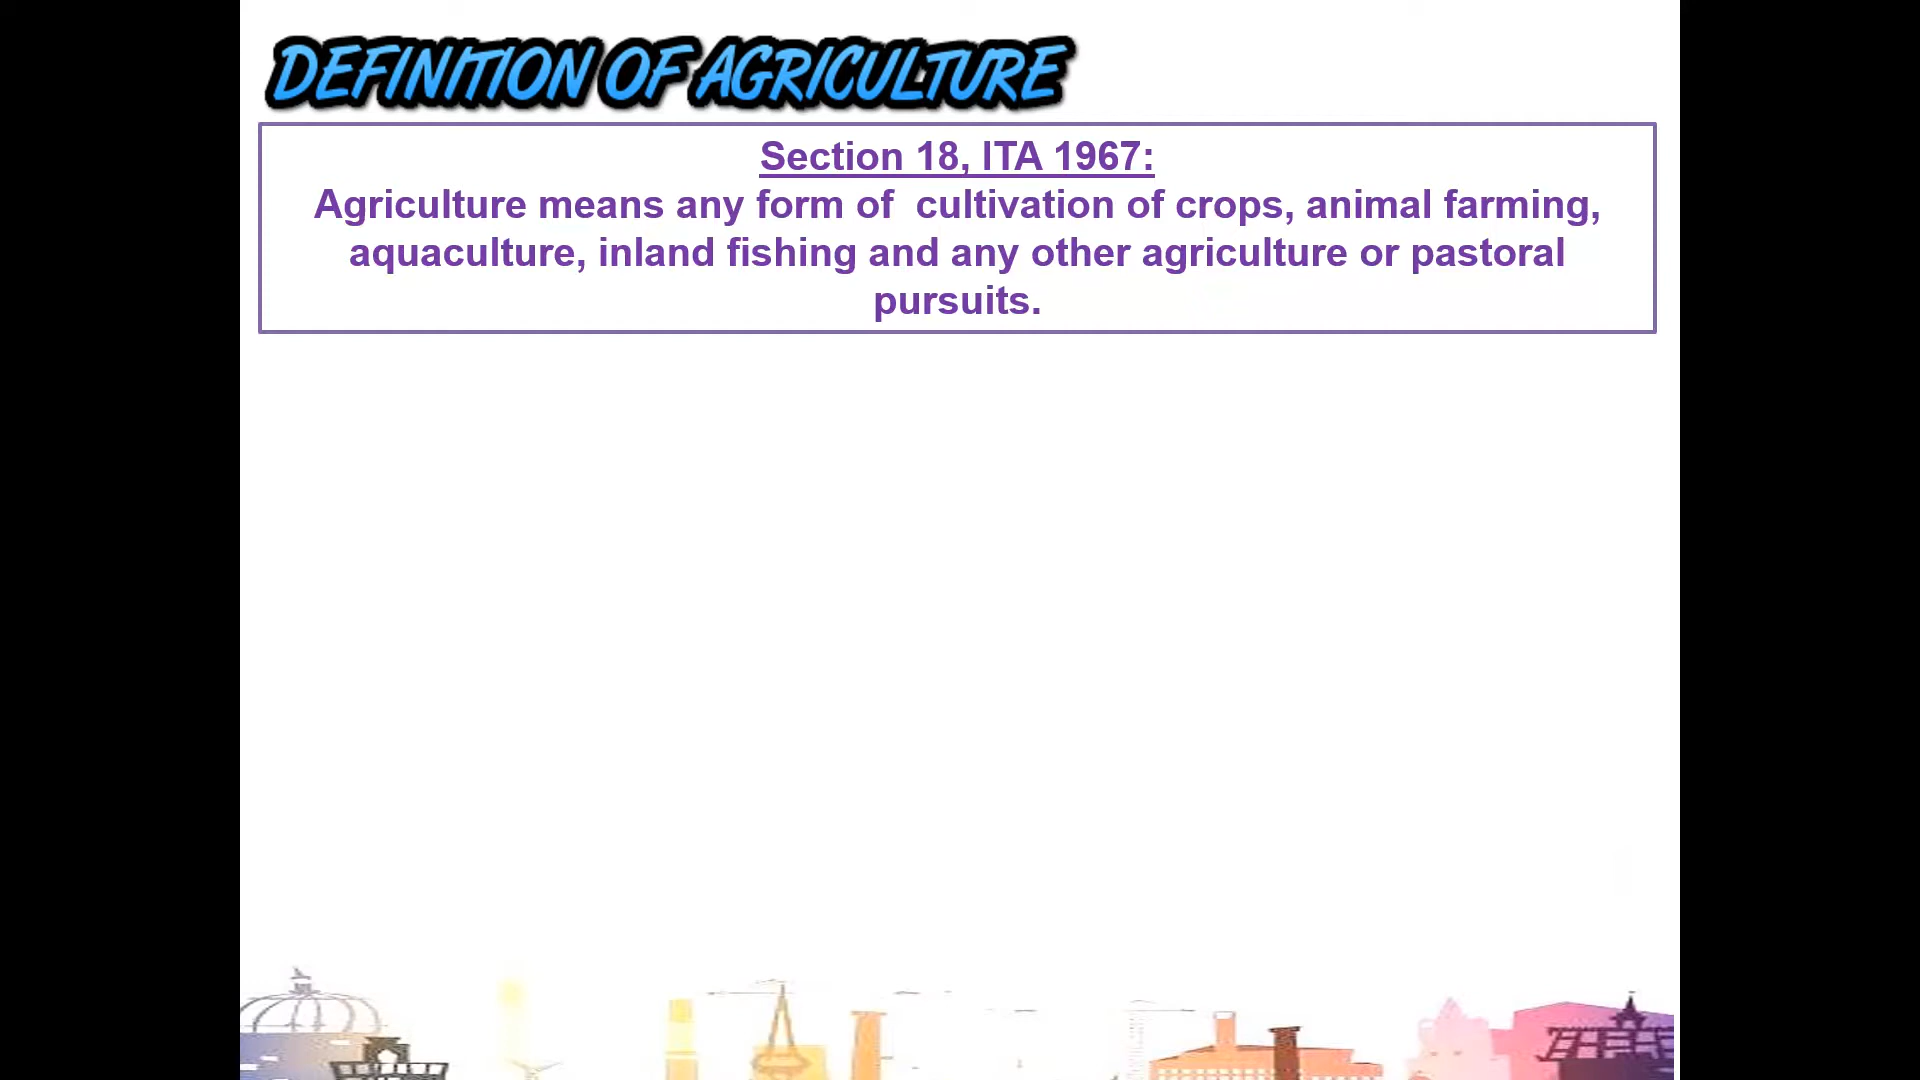 DEFINITION OF AGRICULTURE
Section 18, ITA 1967:
Agriculture means any form of  cultivation of crops, animal farming,
aquaculture, inland fishing and any other agriculture or pastoral
pursuits.